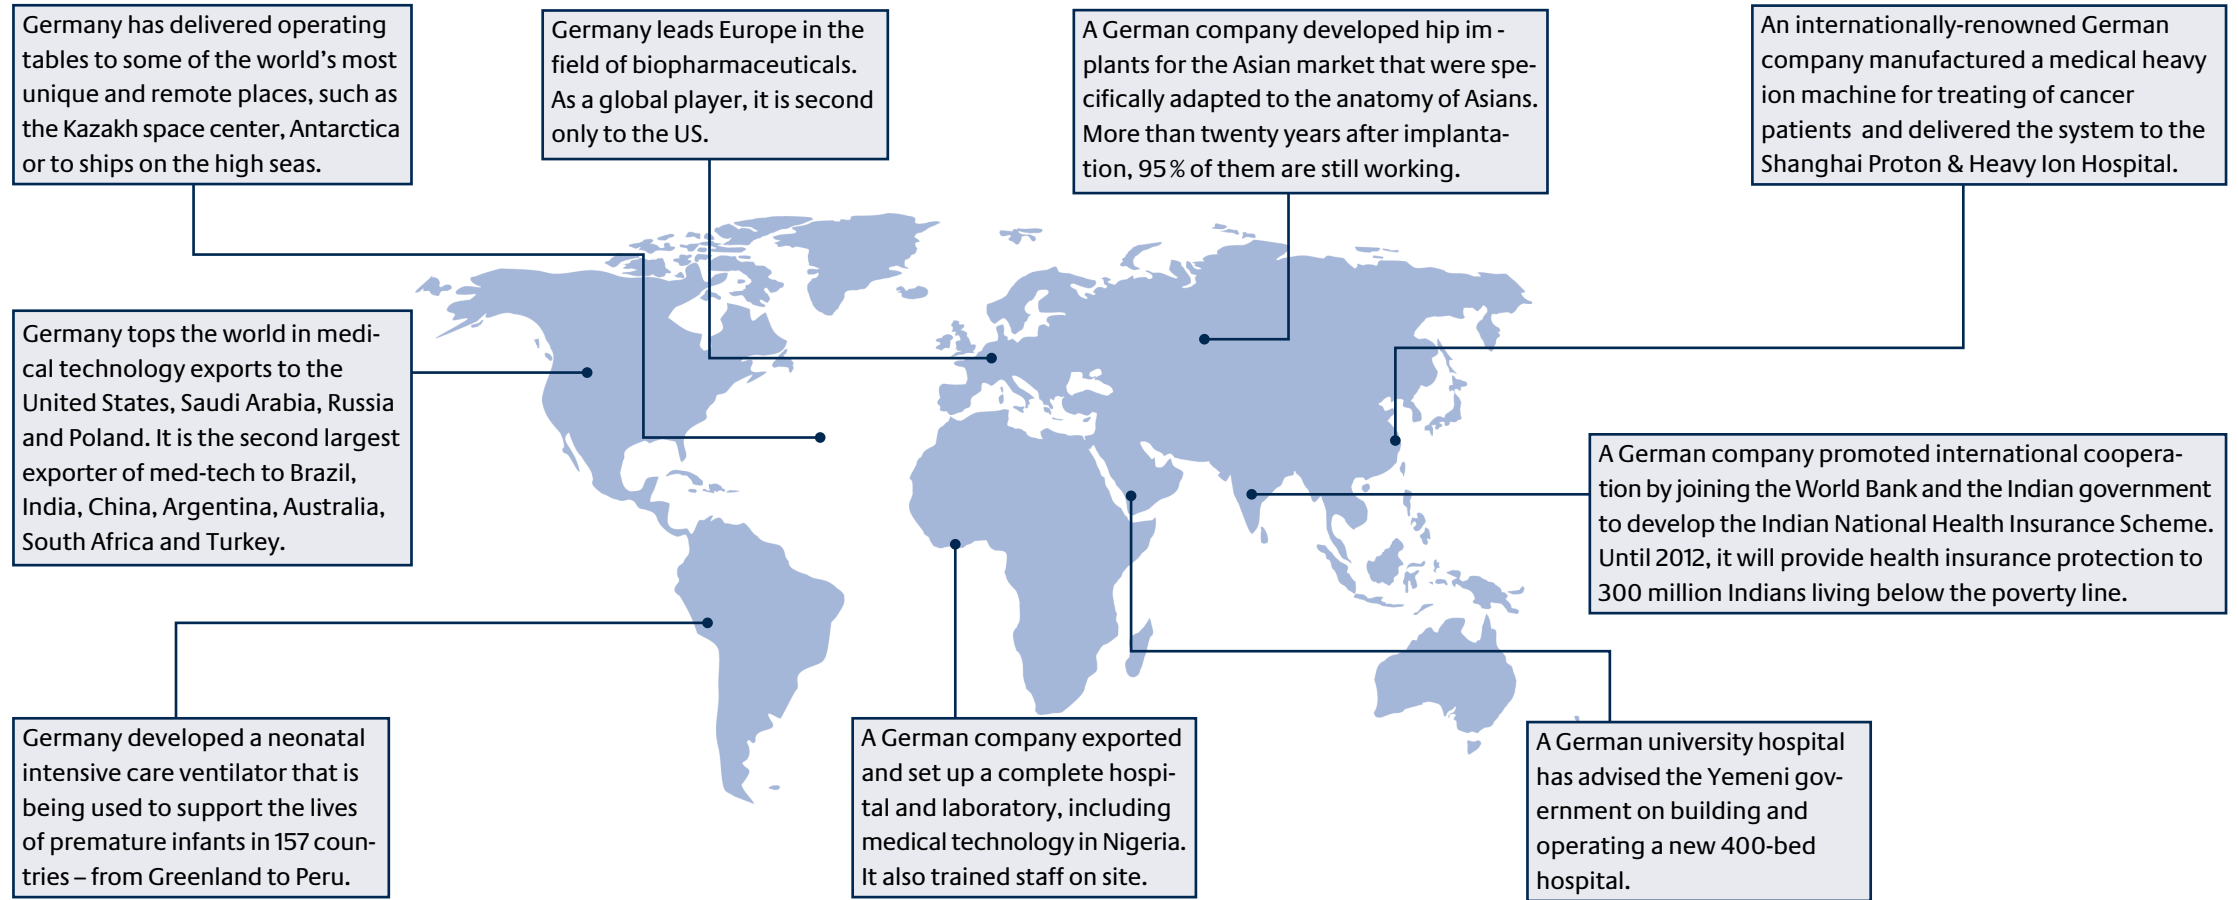 Germany has delivered operating
tables to some of the world's most
unique and remote places, such as
the Kazakh space center, Antarctica
or to ships on the high seas.
Germany leads Europe in the
field of biopharmaceuticals.
As a global player, it is second
only to the US.
A German company developed hip im -
plants for the Asian market that were spe-
cifically adapted to the anatomy of Asians.
More than twenty years after implanta-
tion, 95% of them are still working.
An internationally-renowned German
company manufactured a medical heavy
ion machine for treating of cancer
patients and delivered the system to the
Shanghai Proton & Heavy Ion Hospital.
Germany tops the world in medi-
cal technology exports to the
United States, Saudi Arabia, Russia
and Poland. It is the second largest
exporter of med-tech to Brazil,
India, China, Argentina, Australia,
South Africa and Turkey.
A German company promoted international coopera-
tion by joining the World Bank and the Indian government
to develop the Indian National Health Insurance Scheme.
Until 2012, it will provide health insurance protection to
300 million Indians living below the poverty line.
Germany developed a neonatal
intensive care ventilator that is
being used to support the lives
of premature infants in 157 coun-
tries – from Greenland to Peru.
A German company exported
and set up a complete hospi-
tal and laboratory, including
medical technology in Nigeria.
It also trained staff on site.
A German university hospital
has advised the Yemeni gov-
ernment on building and
operating a new 400-bed
hospital.